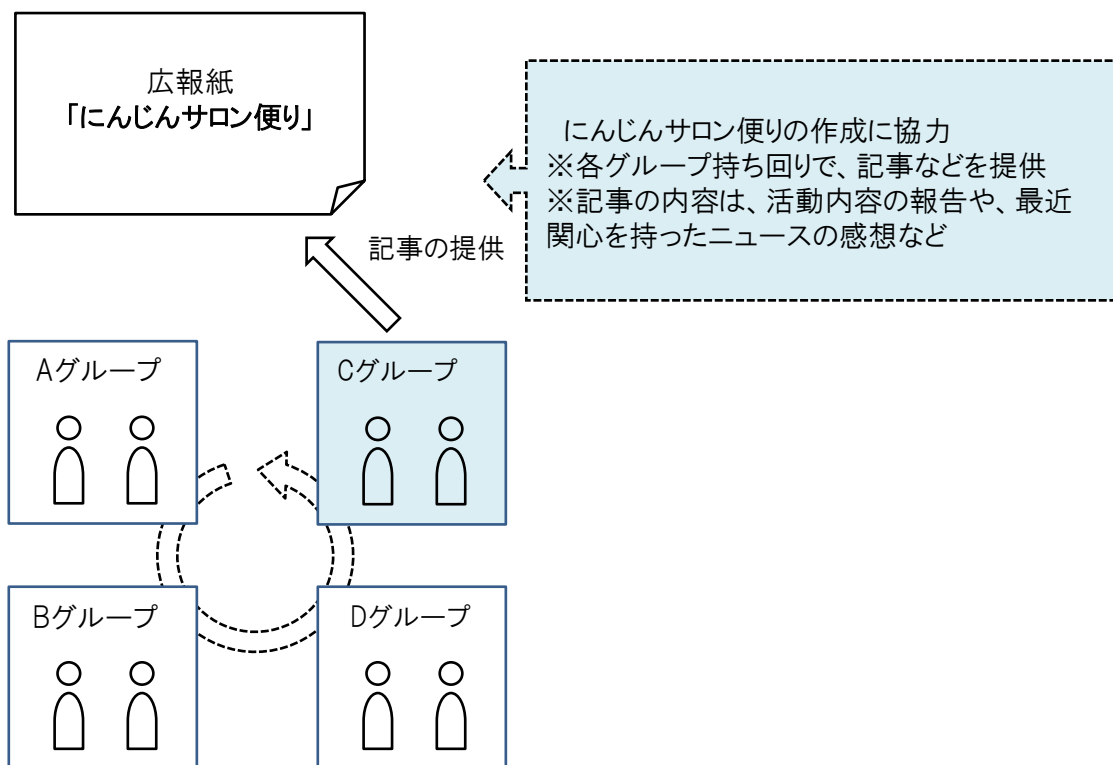 広報紙
「にんじんサロン便り」
にんじんサロン便りの作成に協力
※各グループ持ち回りで、記事などを提供
※記事の内容は、活動内容の報告や、最近
関心を持ったニュースの感想など
記事の提供
Aグループ
Cグループ
Bグループ
Dグループ